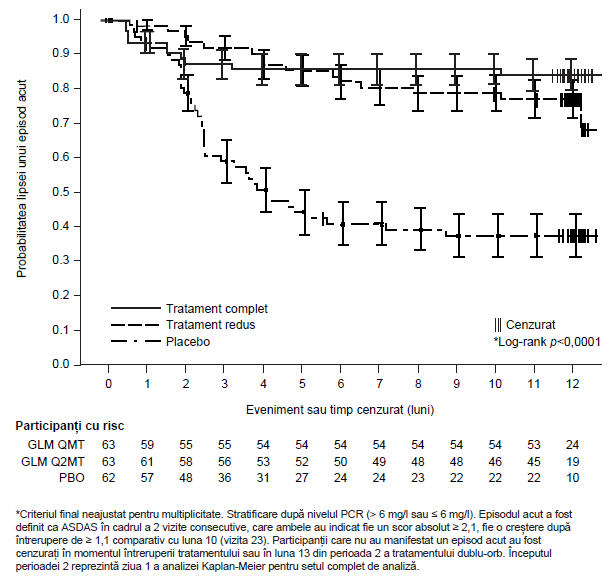 Probabilitatea lipsei unui episod acut
1.0
0.9
0.8
0.7
0.6
0.5
0.4
0.3
0.2
0.1
0.0
Tratament complet
Tratament redus
Placebo
Cenzurat
*Log-rank p<0,0001
0 1 2 3 4 5 6 7 8 9 10 11 12
Eveniment sau timp cenzurat (luni)
Participanți cu risc
GLM QMT 63 59 55 55 54 54 54 54 54 54 54 53 24
GLM Q2MT 63 61 58 56 53 52 50 49 48 48 46 45 19
PBO 62 57 48 36 31 27 24 24 23 22 22 22 10
*Criteriul final neajustat pentru multiplicitate. Stratificare după nivelul PCR (> 6 mg/l sau ≤ 6 mg/l). Episodul acut a fost
definit ca ASDAS în cadrul a 2 vizite consecutive, care ambele au indicat fie un scor absolut ≥ 2,1, fie o creștere după
întrerupere de ≥ 1,1 comparativ cu luna 10 (vizita 23). Participanții care nu au manifestat un episod acut au fost
cenzurați în momentul întreruperii tratamentului sau în luna 13 din perioada 2 a tratamentului dublu-orb. Începutul
perioadei 2 reprezintă ziua 1 a analizei Kaplan-Meier pentru setul complet de analiză.